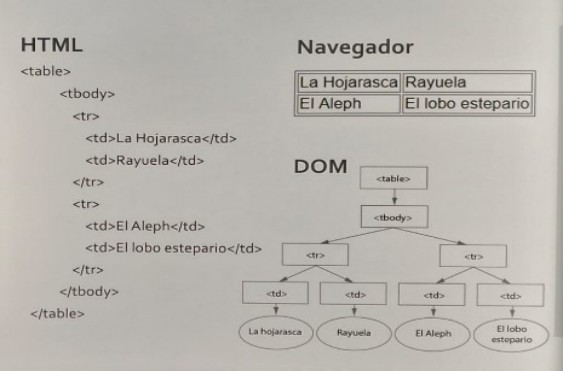 HTML
<table>
<tbody>
<tr>
<td>La Hojarasca</td>
<td>Rayuela</td>
</tr>
<tr>
<td>El Aleph</td>
<td>El lobo estepario</td>
</tr>
</tbody>
</table>
Navegador
La Hojarasca Rayuela
El Aleph El lobo estepario
DOM
<table>
<tbody>
<tr> <tr>
<td> <td> <td> <td>
La hojarasca Rayuela El Aleph El lobo
estepario